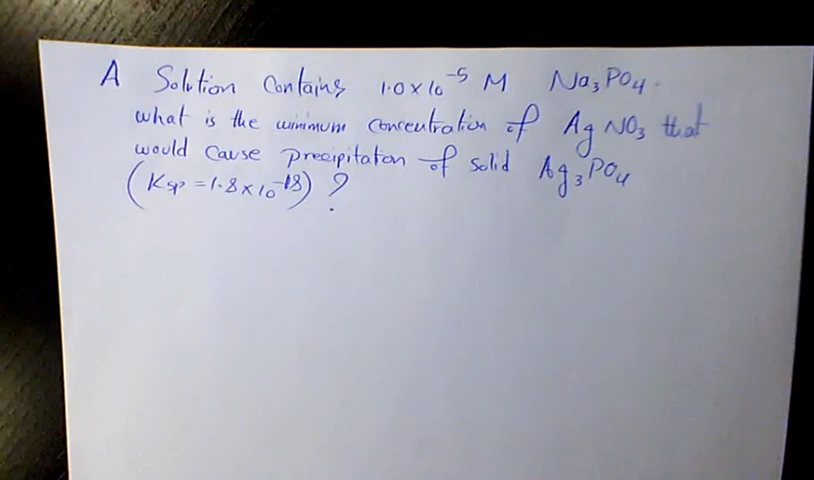 A Solution Contains 1.0×10⁻⁵ M Na₃PO₄.
what is the minimum concentration of AgNO₃ that
would cause precipitation of solid Ag₃PO₄
(Ksp = 1.8×10⁻¹⁸) ?